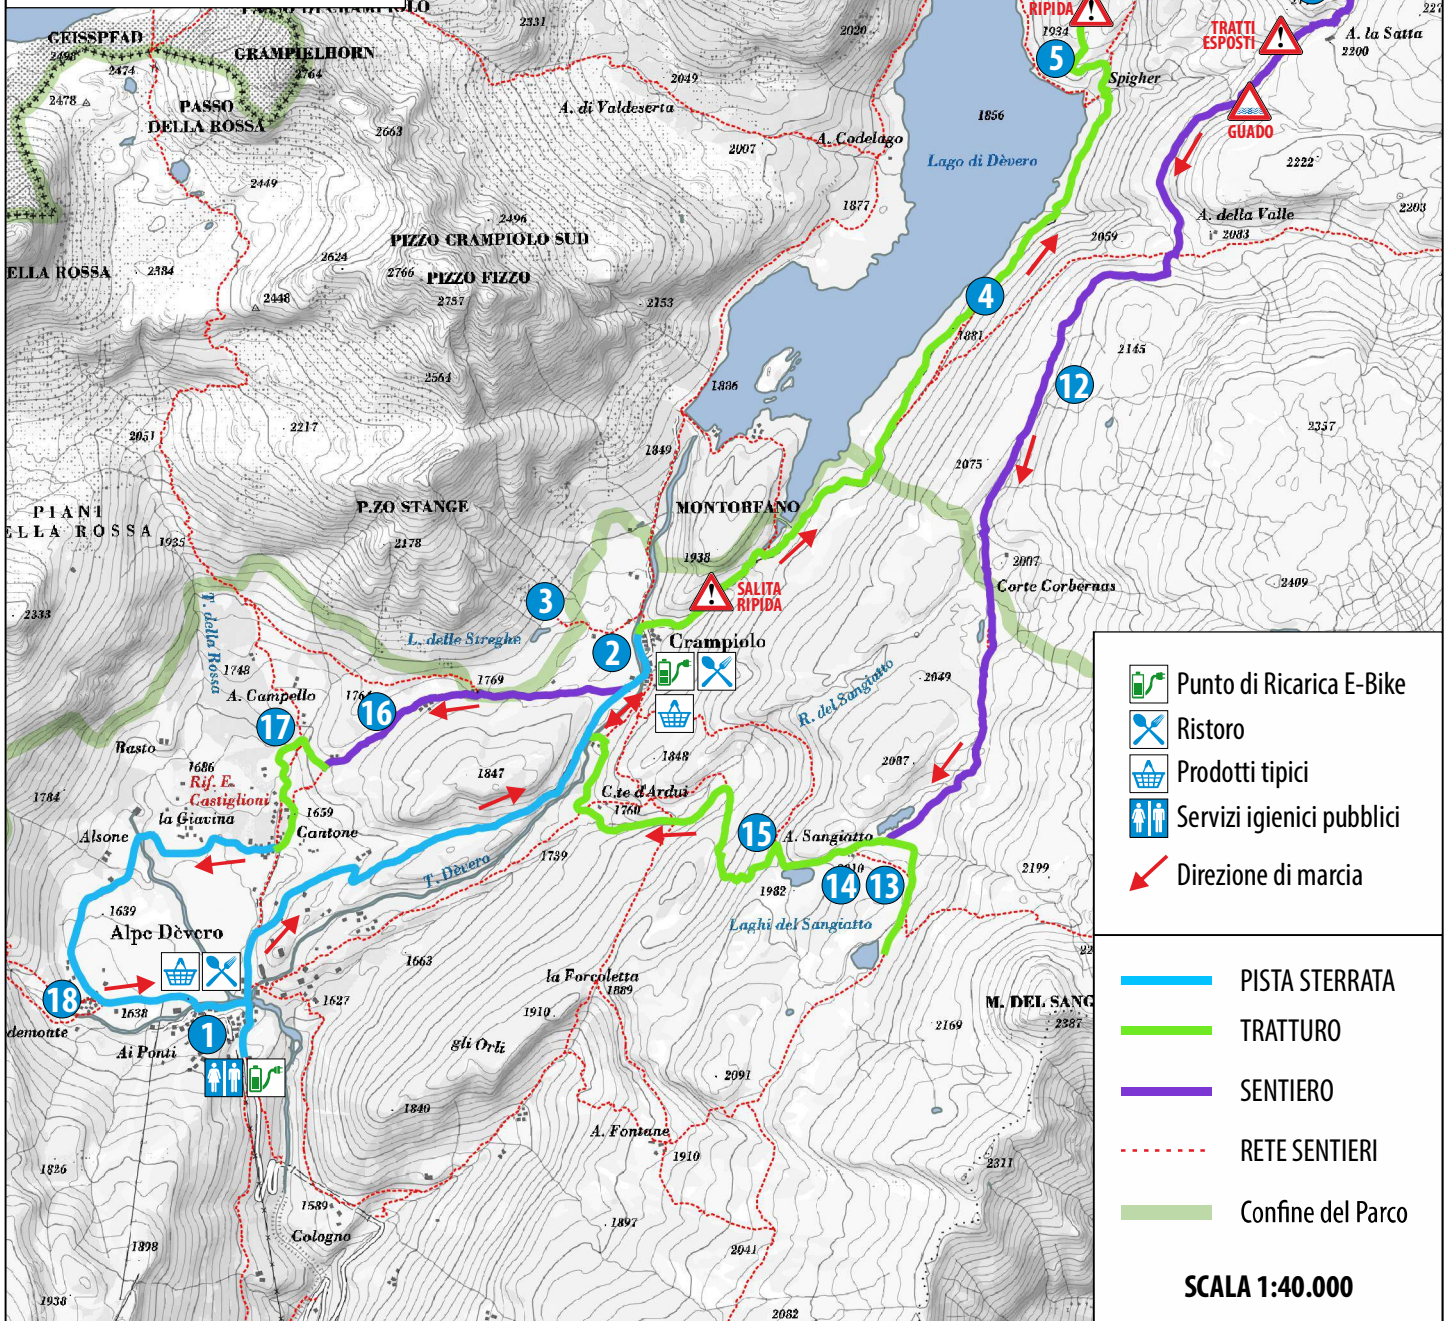 GEISSPFAD
2498
2474
GRAMPIELHORN
2764
2478
PASSO
DELLA ROSSA
2663
2449
2331
2049
A. di Valdeserta
2007
2020
A. Codelago
1877
1856
Lago di Dèvero
RIPIDA
1934
5
Spigher
TRATTI
ESPOSTI
A. la Satta
2200
GUADO
2222
2203
A. della Valle
2083
2059
2496
PIZZO CRAMPIOLO SUD
2624
2766
PIZZO FIZZO
2757
2153
ELLA ROSSA
2384
2448
4
1881
2145
12
2564
1886
2051
2217
1849
2357
2075
PIANI
ELLA ROSSA
1935
P.ZO STANGE
2178
MONTORFANO
1938
2007
Corte Corbernas
2409
2333
T. della Rossa
3
L. delle Streghe
2
SALITA
RIPIDA
Crampiolo
1748
A. Campello
1764
1769
16
17
R. del Sangiatto
2049
2087
Basto
1686
Rif. E.
Castiglioni
la Giavina
1784
Alsone
1659
Cantone
1847
1848
C.te d'Ardui
1760
15
A. Sangiatto
14
13
1982
Laghi del Sangiatto
2199
1739
T. Dèvero
1639
Alpe Dèvero
18
demonte
1638
1
Ai Ponti
1627
1663
la Forcoletta
1889
1910
gli Orli
2169
M. DEL SANG
2387
2091
1840
A. Fontane
1910
2311
1826
1589
Cologno
1897
2041
1898
1938
2082
Punto di Ricarica E-Bike
Ristoro
Prodotti tipici
Servizi igienici pubblici
Direzione di marcia
PISTA STERRATA
TRATTURO
SENTIERO
RETE SENTIERI
Confine del Parco
SCALA 1:40.000